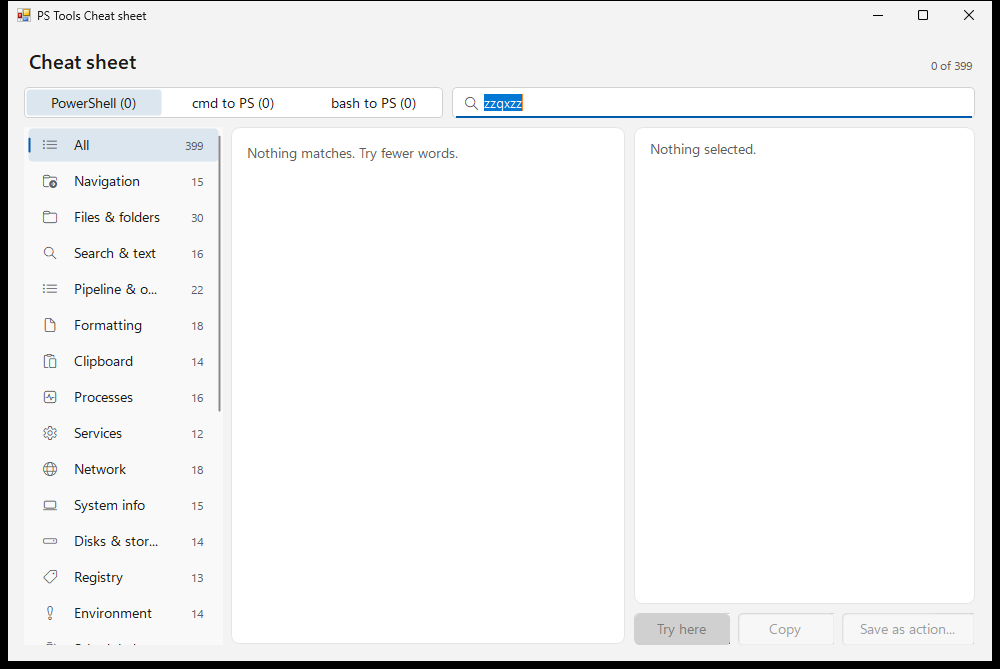 PS Tools Cheat sheet
Cheat sheet
0 of 399
PowerShell (0)
cmd to PS (0)
bash to PS (0)
zzqxzz
All 399
Navigation 15
Files & folders 30
Search & text 16
Pipeline & o... 22
Formatting 18
Clipboard 14
Processes 16
Services 12
Network 18
System info 15
Disks & stor... 14
Registry 13
Environment 14
Nothing matches. Try fewer words.
Nothing selected.
Try here
Copy
Save as action...